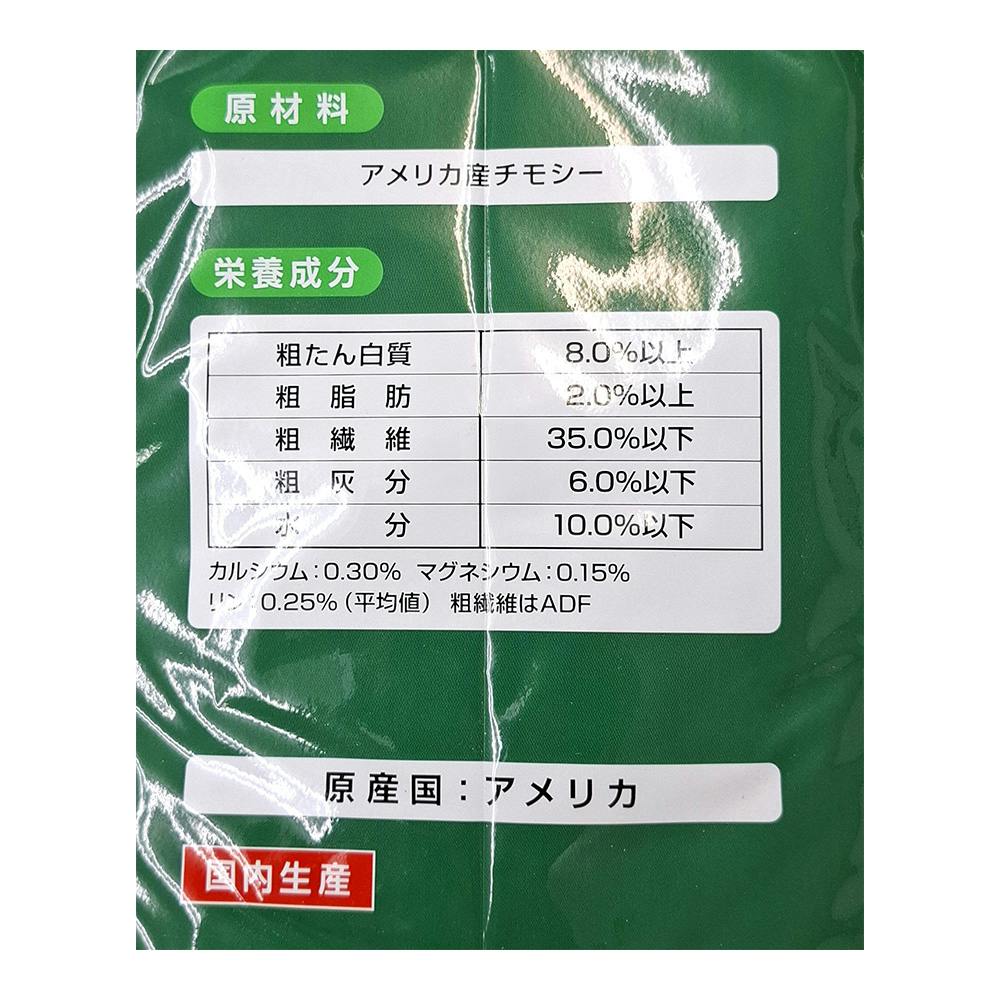 原材料
アメリカ産チモシー
栄養成分
粗たん白質 8.0%以上
粗脂肪 2.0%以上
粗繊維 35.0%以下
粗灰分 6.0%以下
水分 10.0%以下
カルシウム:0.30% マグネシウム:0.15%
リン:0.25%(平均値) 粗繊維はADF
原産国:アメリカ
国内生産